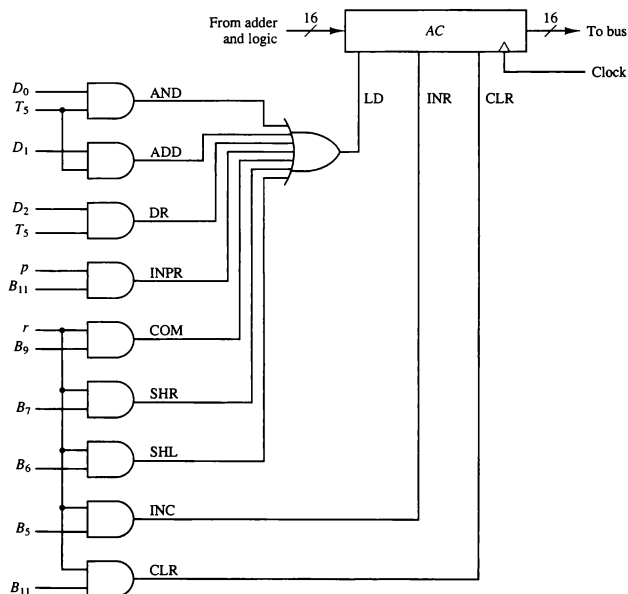 From adder
and logic
16
AC
16
To bus
Clock
LD
INR
CLR
D₀
T₅
AND
D₁
ADD
D₂
T₅
DR
p
B₁₁
INPR
r
B₉
COM
B₇
SHR
B₆
SHL
B₅
INC
B₁₁
CLR